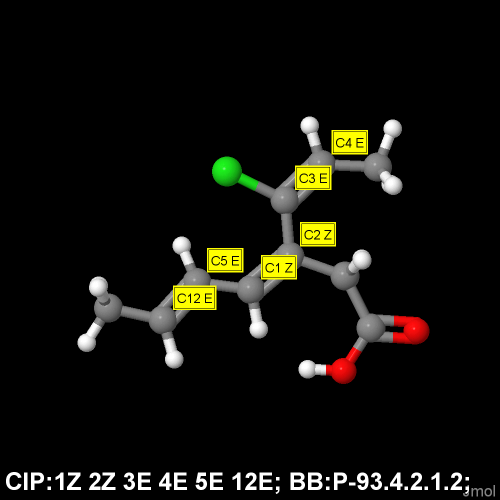 C4 E
C3 E
C2 Z
C5 E
C1 Z
C12 E
CIP:1Z 2Z 3E 4E 5E 12E; BB:P-93.4.2.1.2;
Jmol